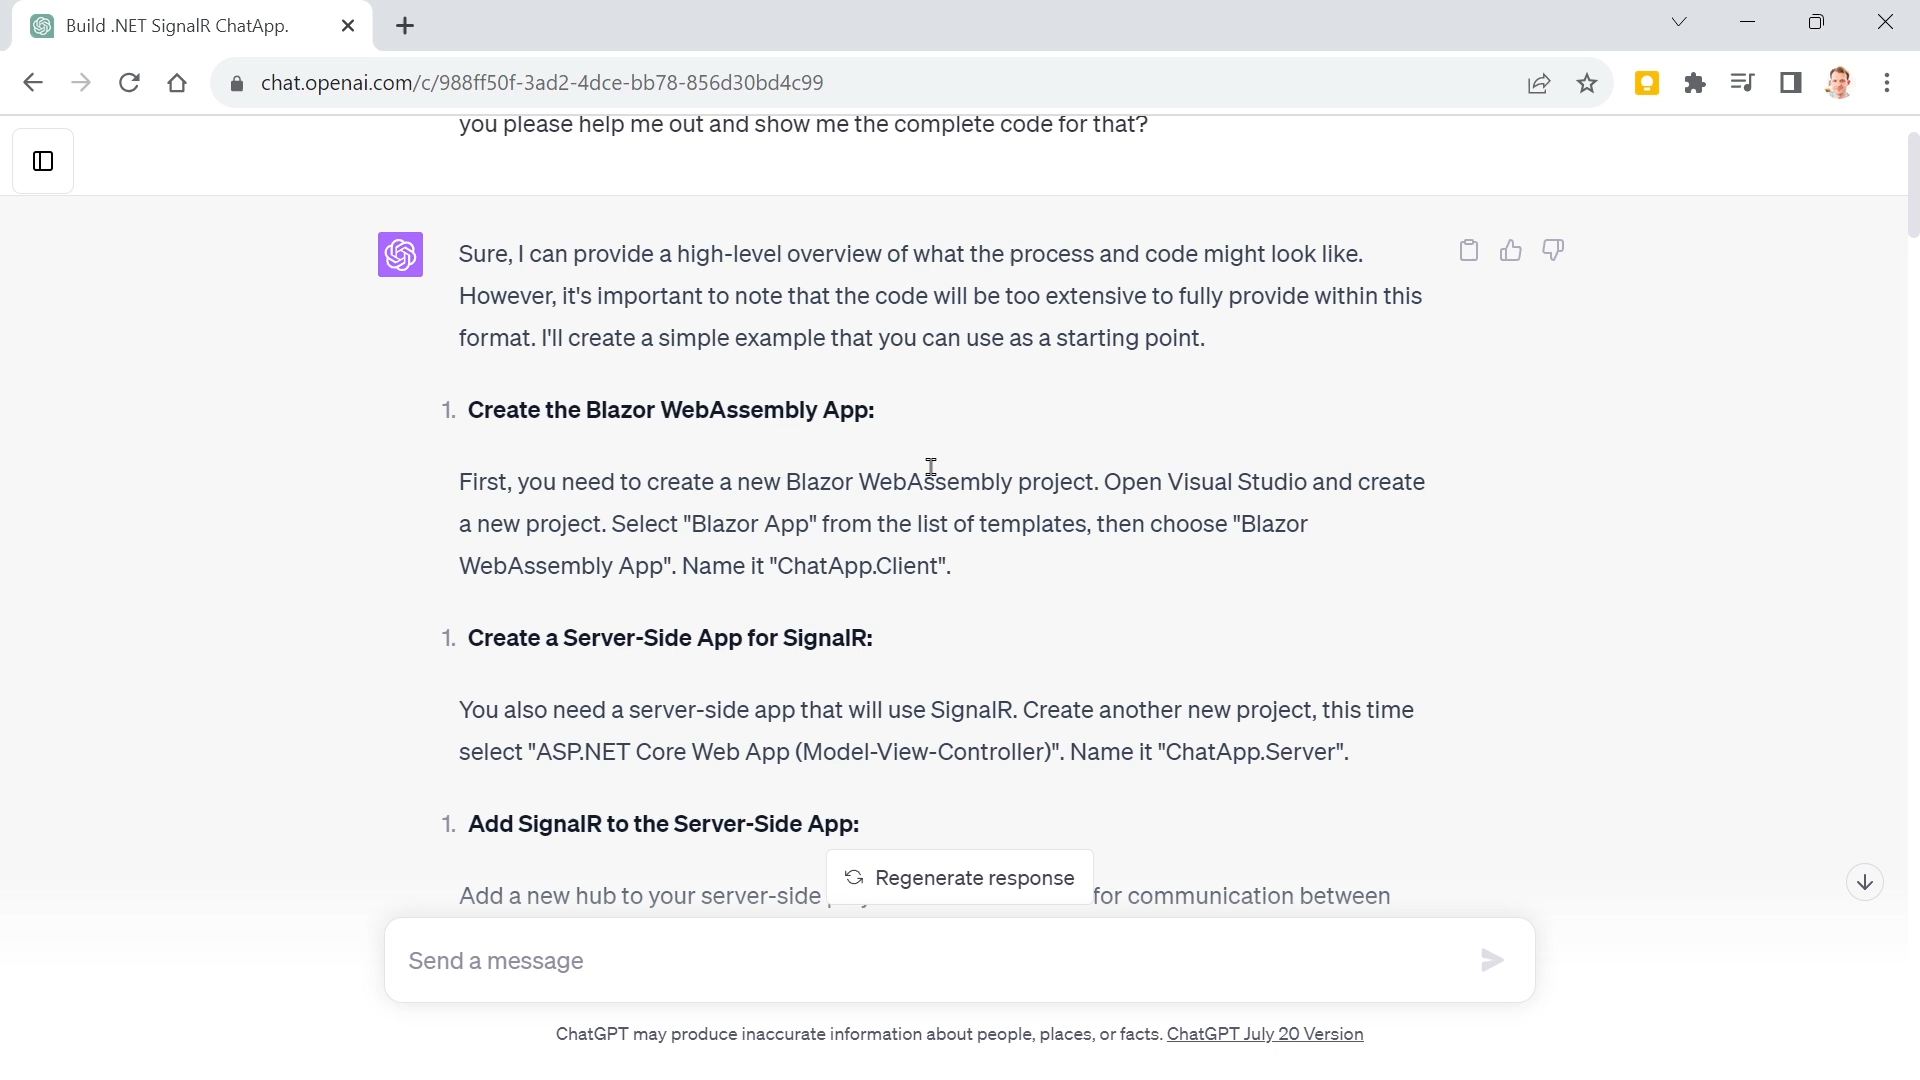 Build .NET SignalR ChatApp.
chat.openai.com/c/988ff50f-3ad2-4dce-bb78-856d30bd4c99
you please help me out and show me the complete code for that?
Sure, I can provide a high-level overview of what the process and code might look like.
However, it's important to note that the code will be too extensive to fully provide within this
format. I'll create a simple example that you can use as a starting point.
1. Create the Blazor WebAssembly App:
First, you need to create a new Blazor WebAssembly project. Open Visual Studio and create
a new project. Select "Blazor App" from the list of templates, then choose "Blazor
WebAssembly App". Name it "ChatApp.Client".
1. Create a Server-Side App for SignalR:
You also need a server-side app that will use SignalR. Create another new project, this time
select "ASP.NET Core Web App (Model-View-Controller)". Name it "ChatApp.Server".
1. Add SignalR to the Server-Side App:
Add a new hub to your server-side for communication between
Regenerate response
Send a message
ChatGPT may produce inaccurate information about people, places, or facts. ChatGPT July 20 Version